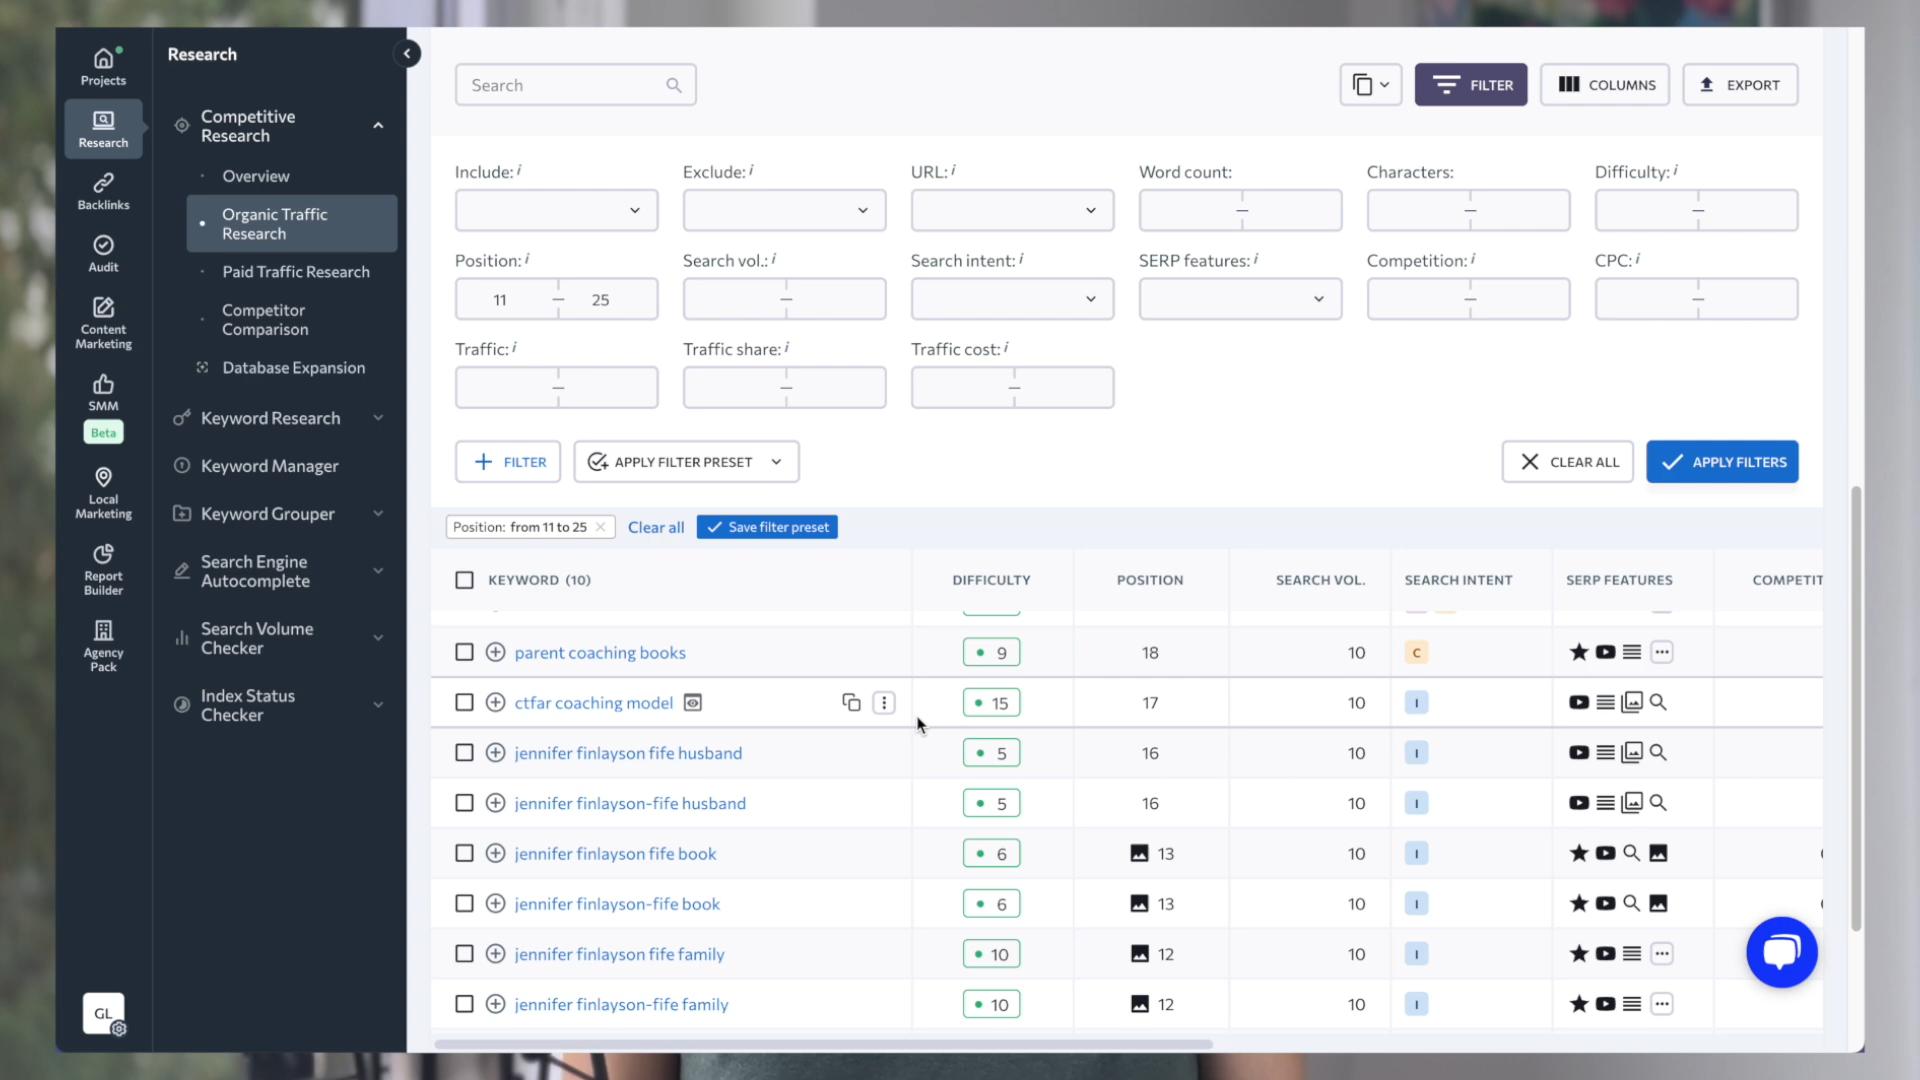 Projects
Research
Backlinks
Audit
Content
Marketing
SMM
Beta
Local
Marketing
Report
Builder
Agency
Pack
GL
Research
Competitive
Research
Overview
Organic Traffic
Research
Paid Traffic Research
Competitor
Comparison
Database Expansion
Keyword Research
Keyword Manager
Keyword Grouper
Search Engine
Autocomplete
Search Volume
Checker
Index Status
Checker
Search
FILTER COLUMNS EXPORT
Include: i Exclude: i URL: i Word count: Characters: Difficulty: i
— — —
Position: i Search vol.: i Search intent: i SERP features: i Competition: i CPC: i
11 — 25 — — —
Traffic: i Traffic share: i Traffic cost: i
— — —
+ FILTER APPLY FILTER PRESET CLEAR ALL APPLY FILTERS
Position: from 11 to 25 Clear all Save filter preset
KEYWORD (10) DIFFICULTY POSITION SEARCH VOL. SEARCH INTENT SERP FEATURES COMPETIT
parent coaching books 9 18 10 C
ctfar coaching model 15 17 10 I
jennifer finlayson fife husband 5 16 10 I
jennifer finlayson-fife husband 5 16 10 I
jennifer finlayson fife book 6 13 10 I
jennifer finlayson-fife book 6 13 10 I
jennifer finlayson fife family 10 12 10 I
jennifer finlayson-fife family 10 12 10 I